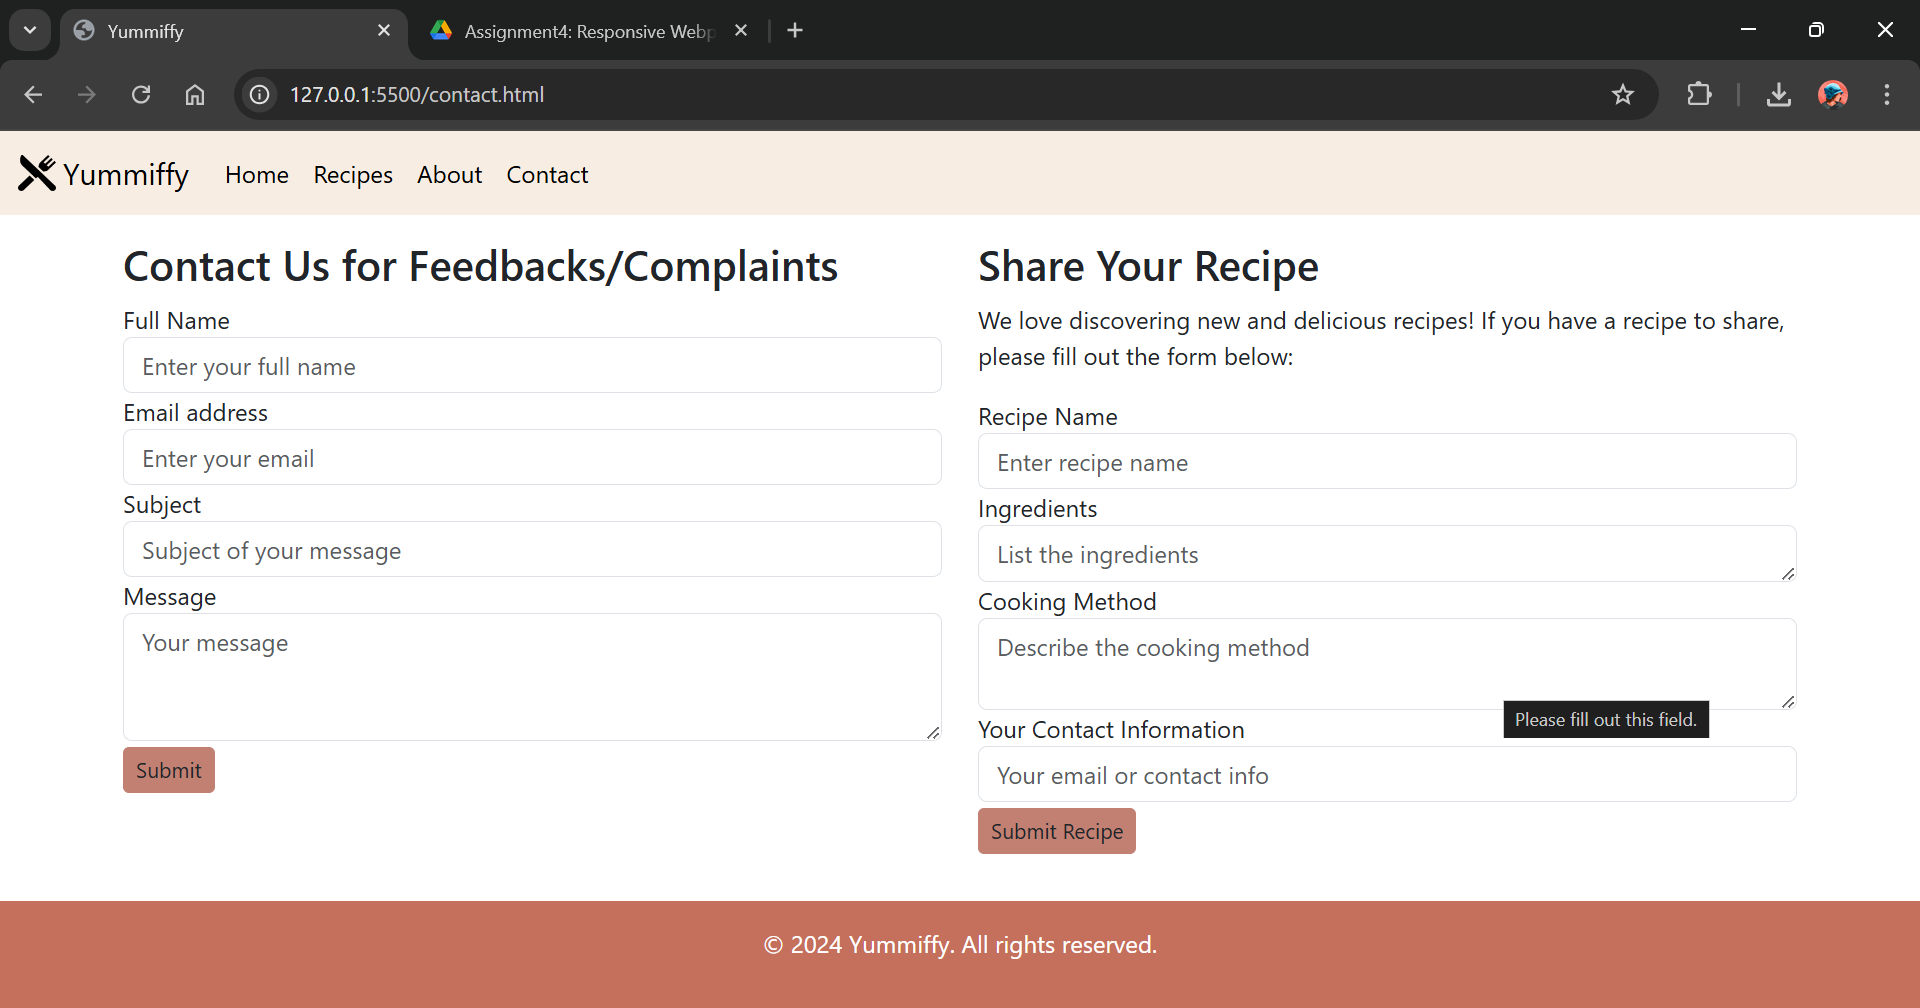 Yummiffy
Assignment4: Responsive Webp
127.0.0.1:5500/contact.html
Yummiffy Home Recipes About Contact
Contact Us for Feedbacks/Complaints
Full Name
Enter your full name
Email address
Enter your email
Subject
Subject of your message
Message
Your message
Submit
Share Your Recipe
We love discovering new and delicious recipes! If you have a recipe to share,
please fill out the form below:
Recipe Name
Enter recipe name
Ingredients
List the ingredients
Cooking Method
Describe the cooking method
Please fill out this field.
Your Contact Information
Your email or contact info
Submit Recipe
© 2024 Yummiffy. All rights reserved.